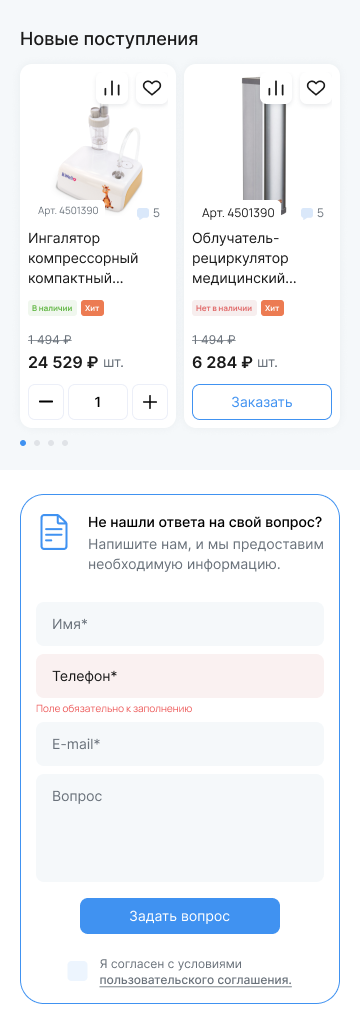 Новые поступления
Арт. 4501390
5
Ингалятор
компрессорный
компактный...
В наличии
Хит
1 494 ₽
24 529 ₽ шт.
1
Арт. 4501390
5
Облучатель-
рециркулятор
медицинский...
Нет в наличии
Хит
1 494 ₽
6 284 ₽ шт.
Заказать
Не нашли ответа на свой вопрос?
Напишите нам, и мы предоставим
необходимую информацию.
Имя*
Телефон*
Поле обязательно к заполнению
E-mail*
Вопрос
Задать вопрос
Я согласен с условиями
пользовательского соглашения.